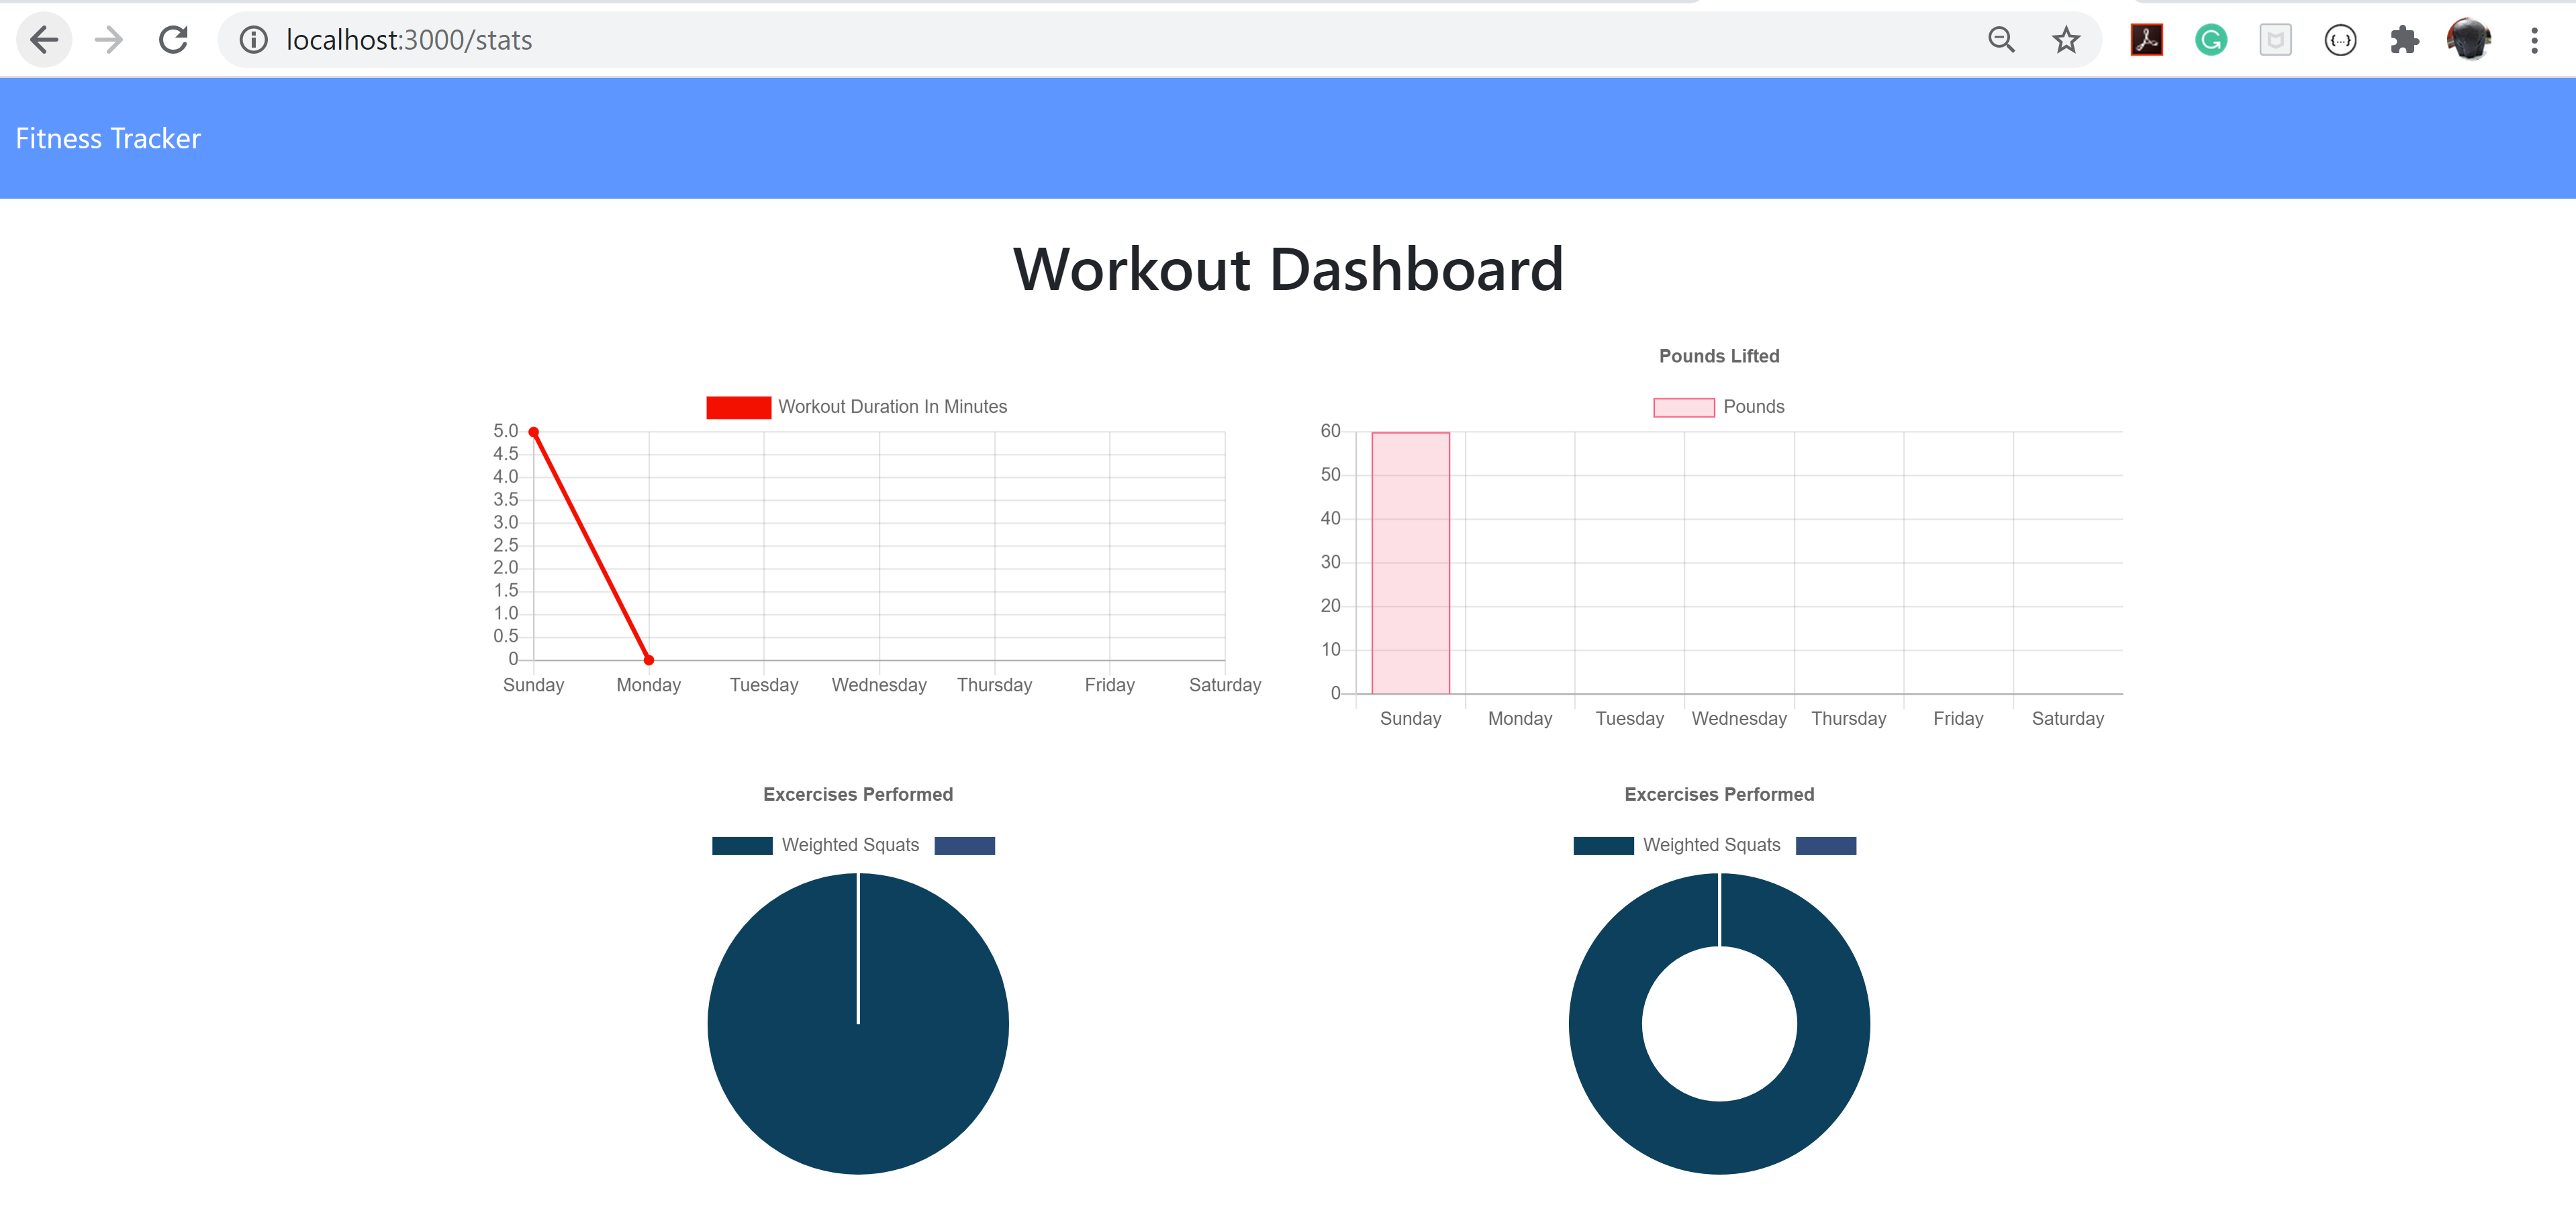 localhost:3000/stats
Fitness Tracker
Workout Dashboard
Workout Duration In Minutes
5.0
4.5
4.0
3.5
3.0
2.5
2.0
1.5
1.0
0.5
0
Sunday Monday Tuesday Wednesday Thursday Friday Saturday
Pounds Lifted
Pounds
60
50
40
30
20
10
0
Sunday Monday Tuesday Wednesday Thursday Friday Saturday
Excercises Performed
Weighted Squats
Excercises Performed
Weighted Squats